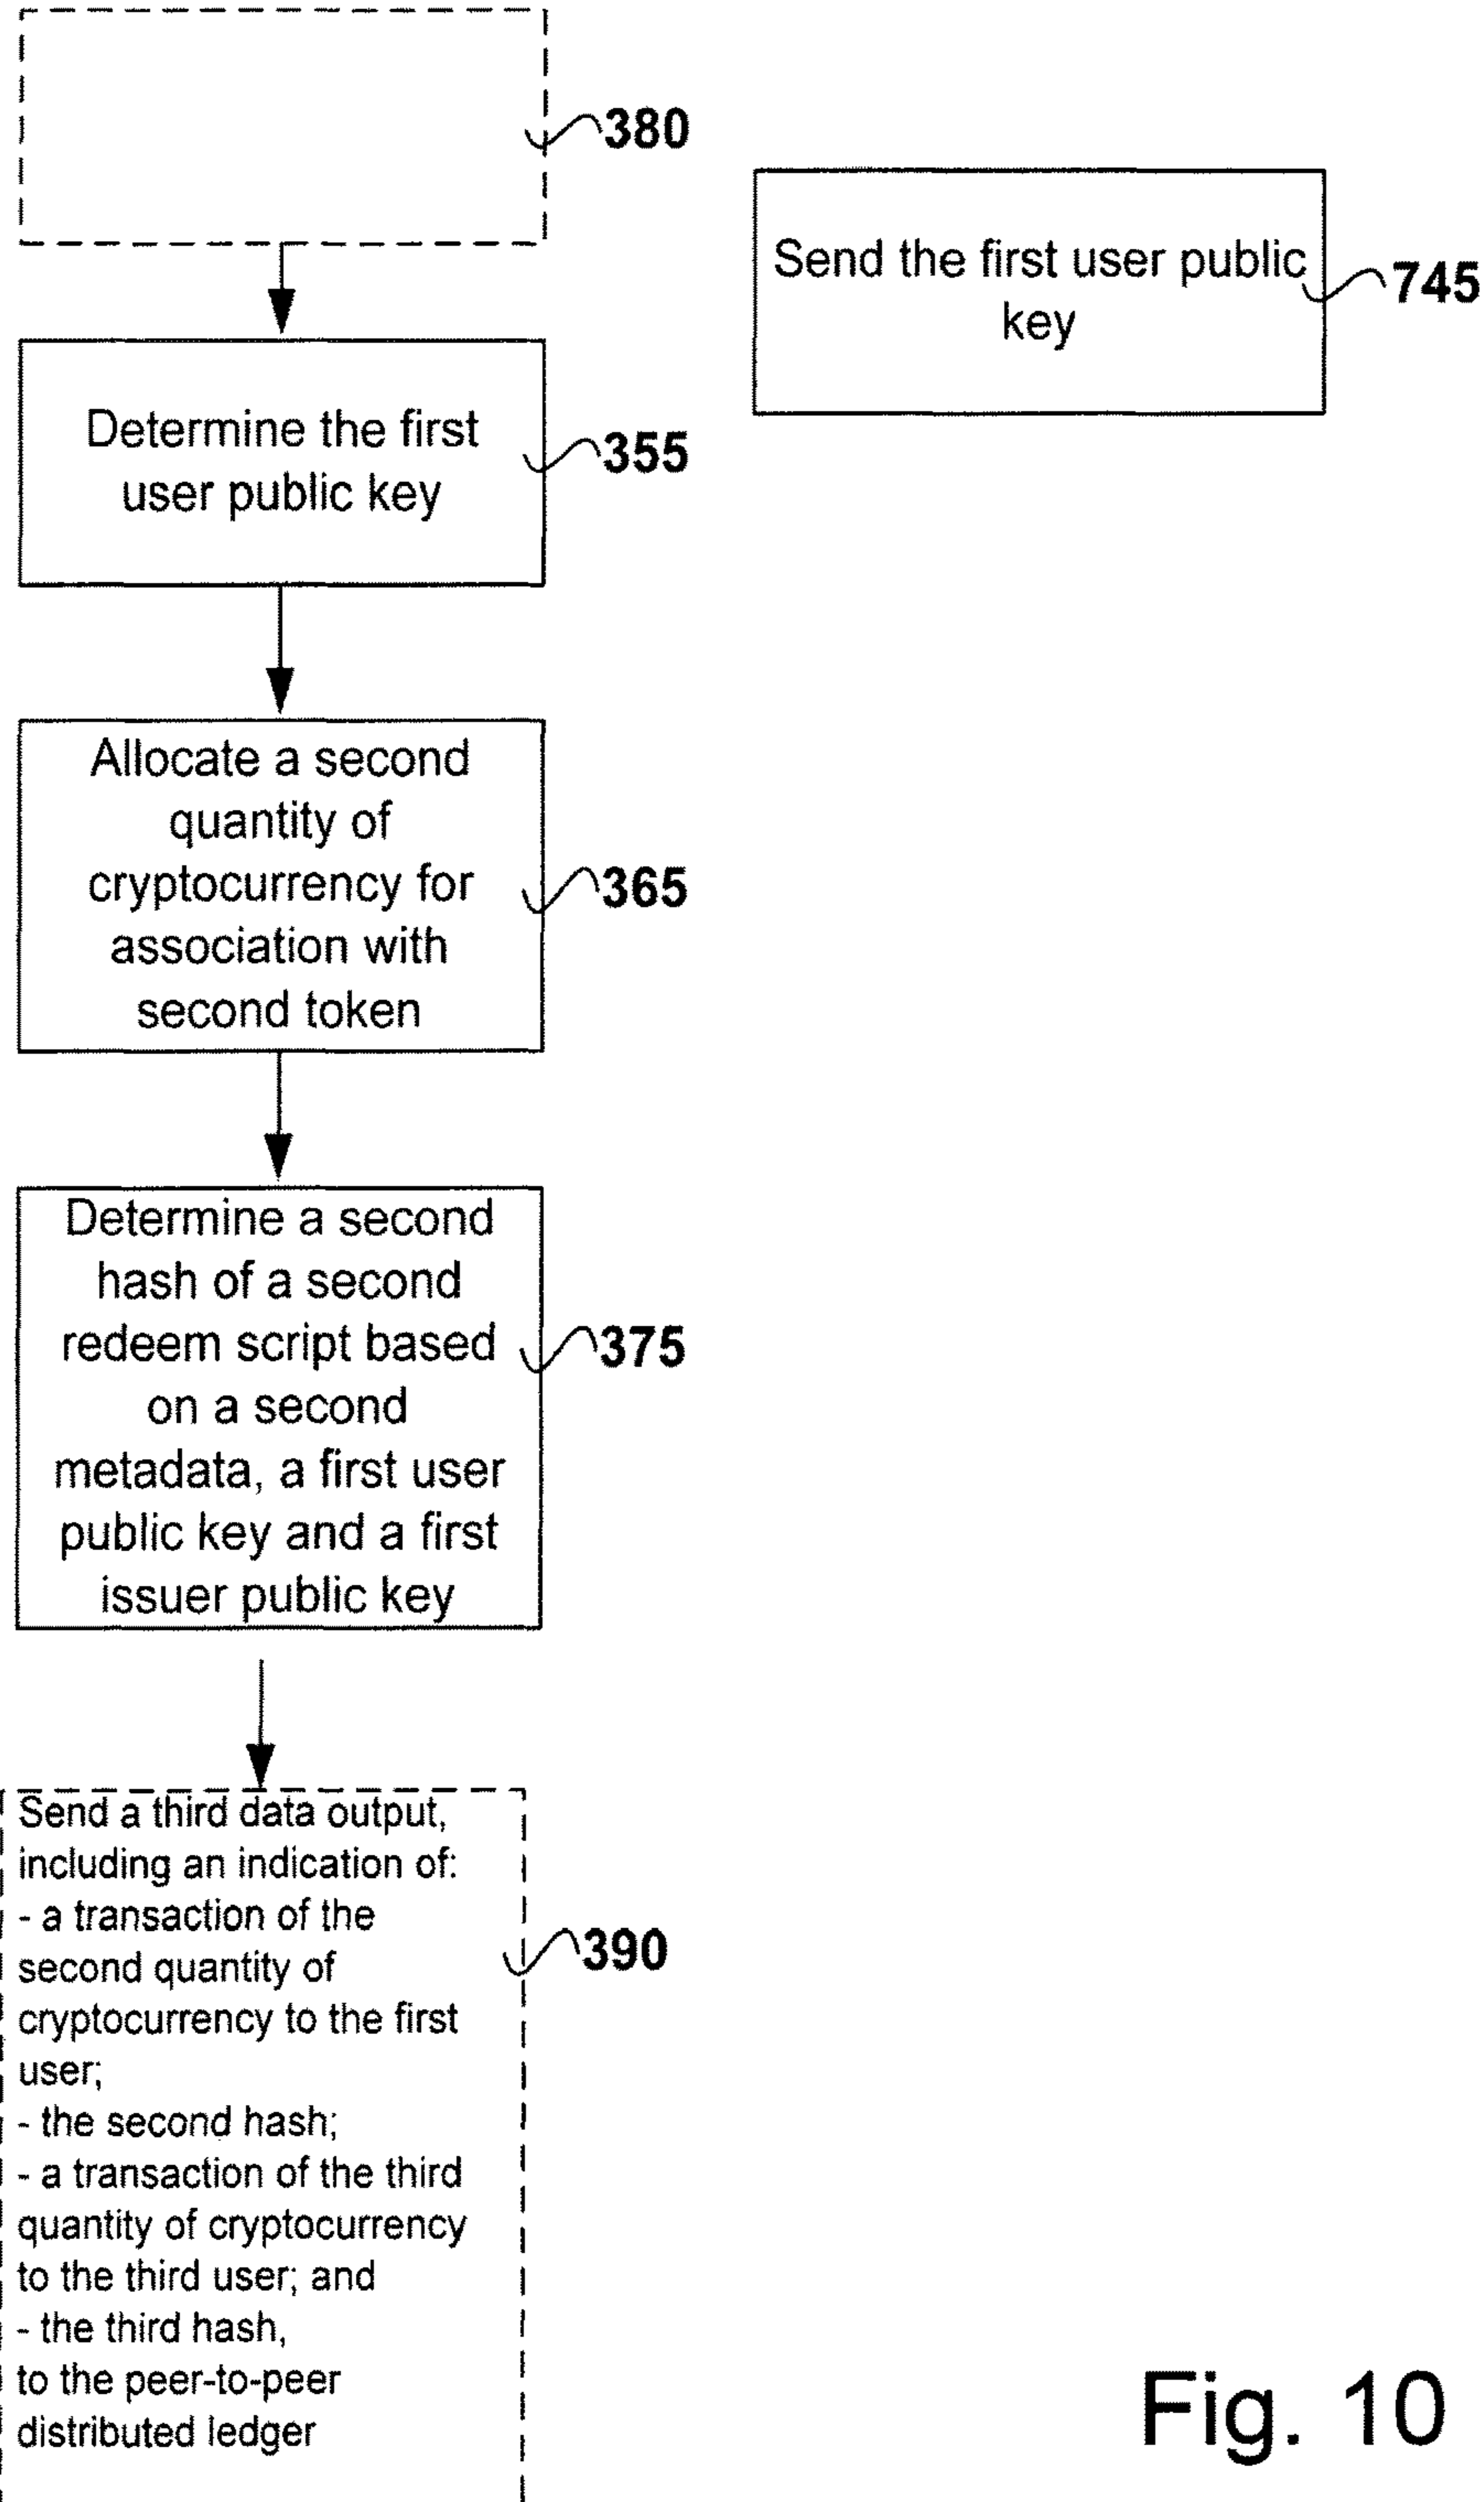 380
Send the first user public
key
745
Determine the first
user public key
355
Allocate a second
quantity of
cryptocurrency for
association with
second token
365
Determine a second
hash of a second
redeem script based
on a second
metadata, a first user
public key and a first
issuer public key
375
Send a third data output,
including an indication of:
- a transaction of the
second quantity of
cryptocurrency to the first
user;
- the second hash;
- a transaction of the third
quantity of cryptocurrency
to the third user; and
- the third hash,
to the peer-to-peer
distributed ledger
390
Fig. 10